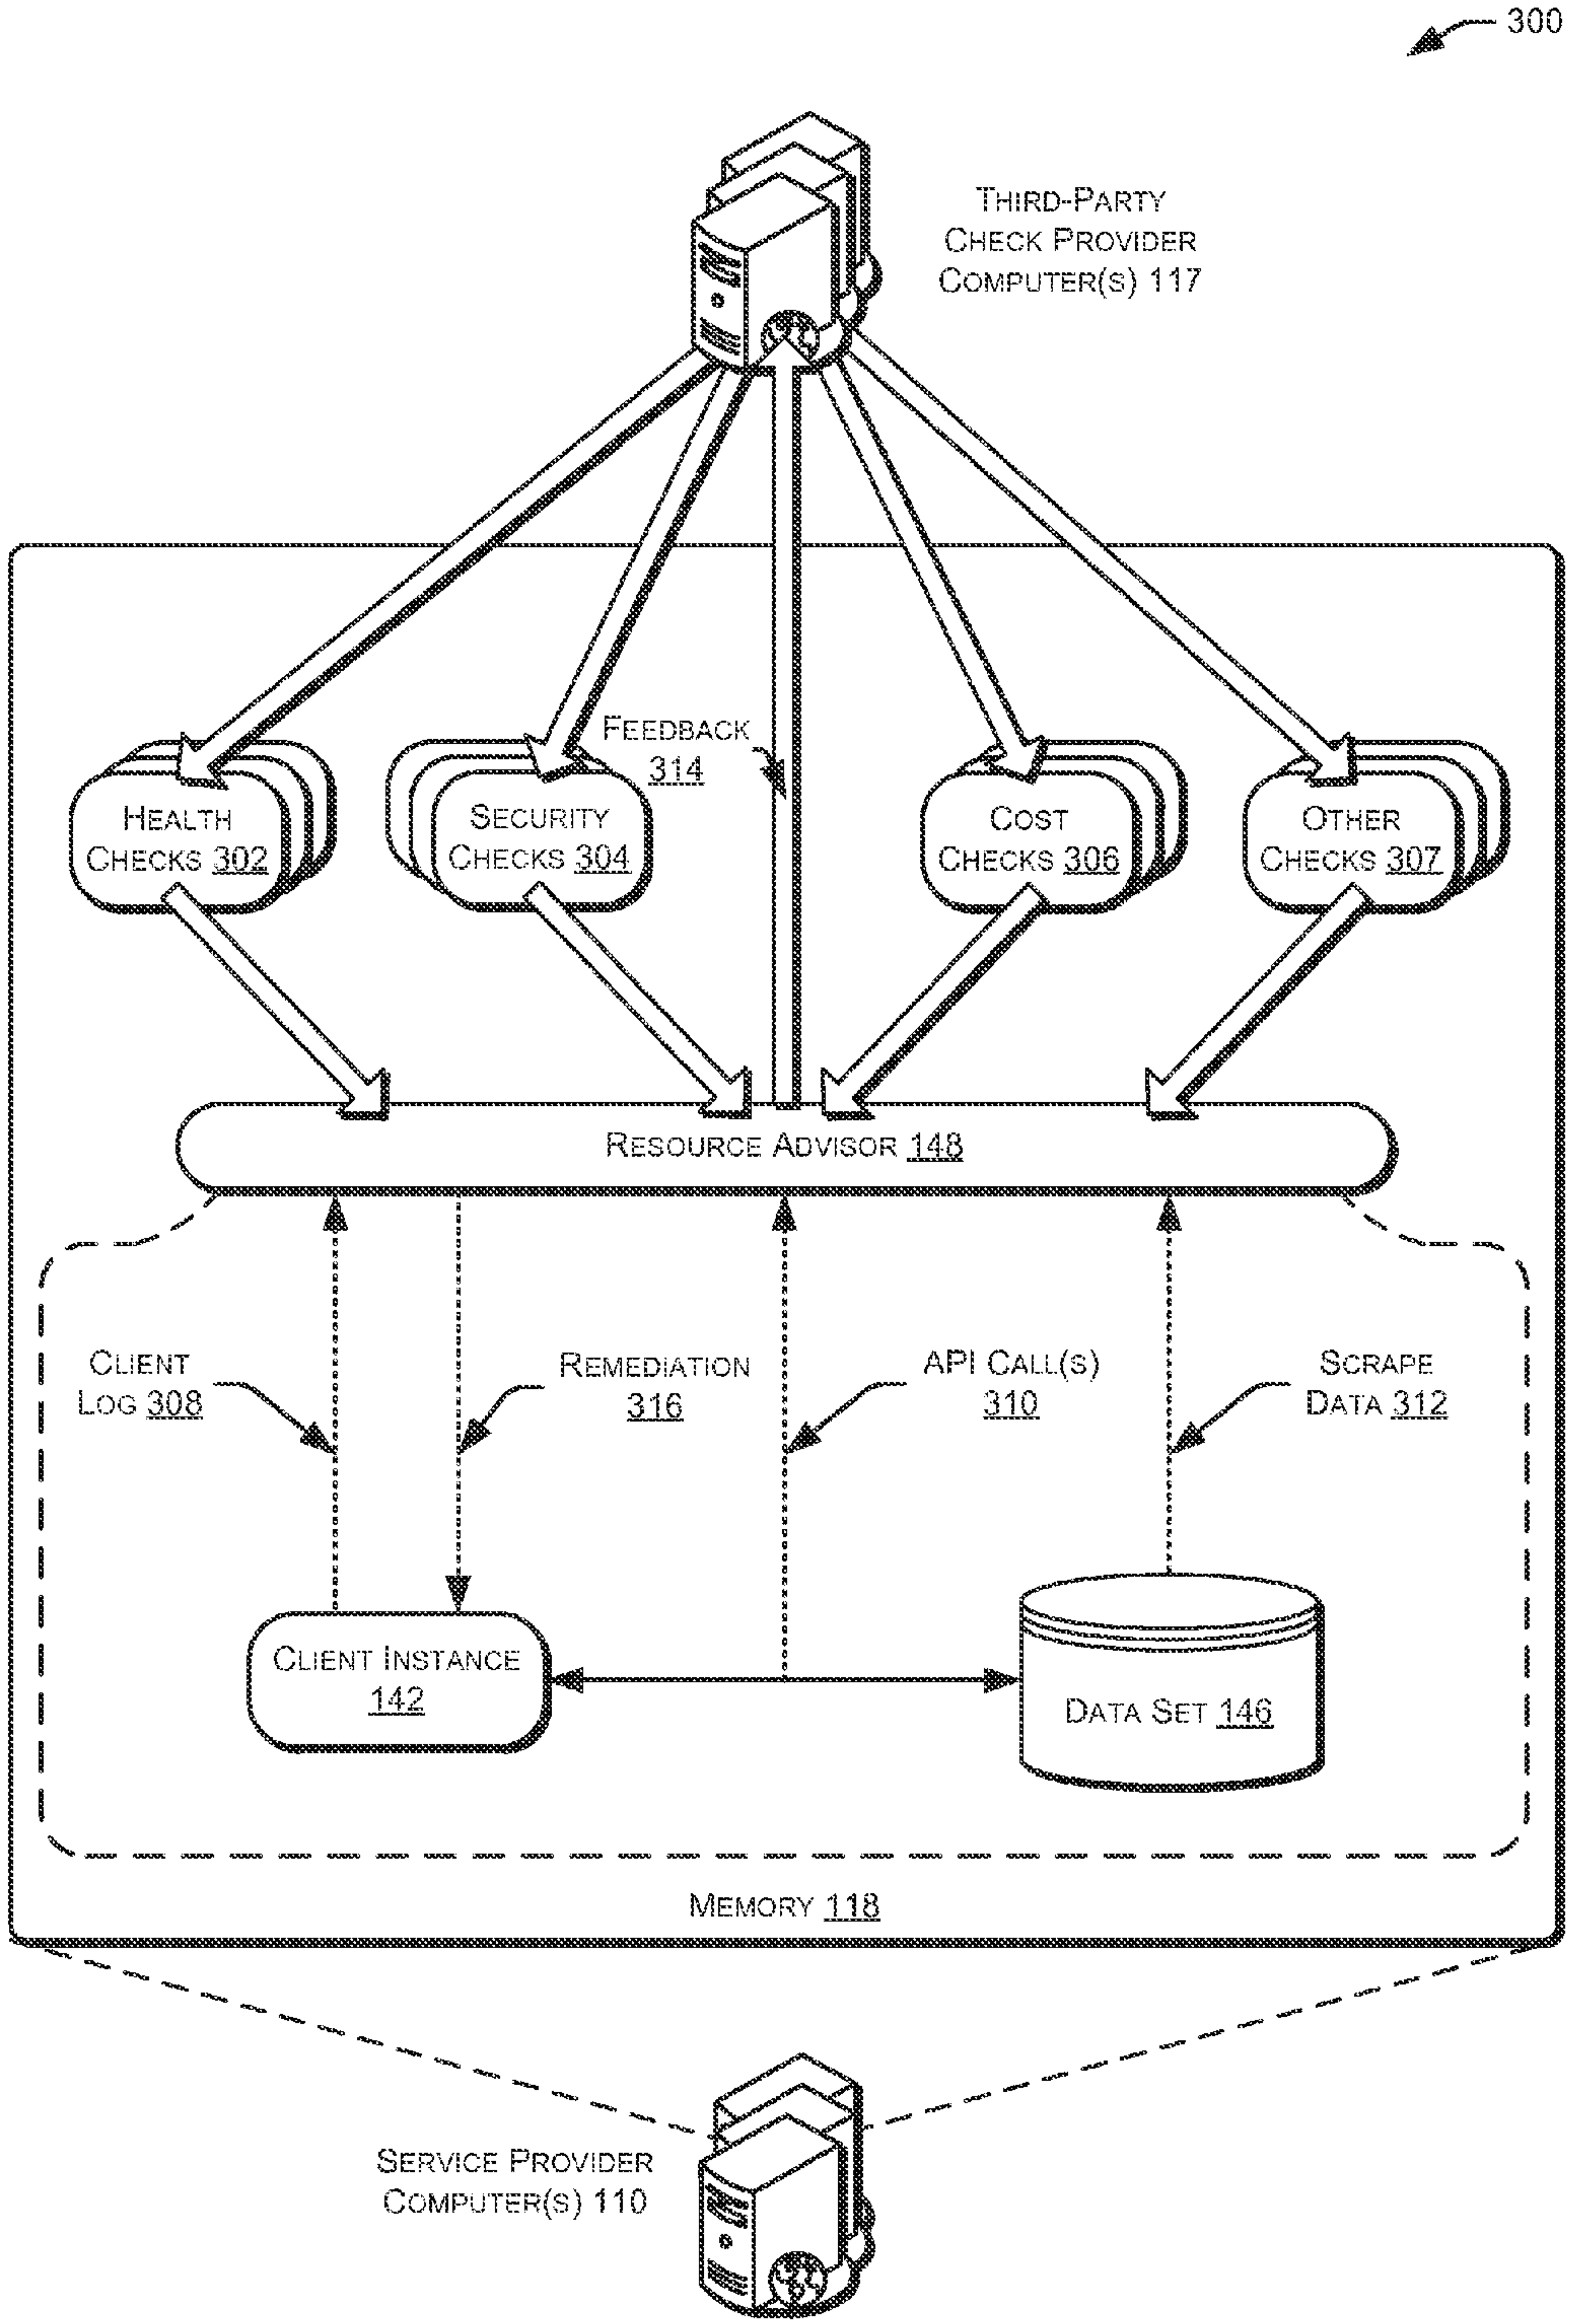 300
THIRD-PARTY
CHECK PROVIDER
COMPUTER(S) 117
FEEDBACK
314
HEALTH
CHECKS 302
SECURITY
CHECKS 304
COST
CHECKS 306
OTHER
CHECKS 307
RESOURCE ADVISOR 148
CLIENT
LOG 308
REMEDIATION
316
API CALL(S)
310
SCRAPE
DATA 312
CLIENT INSTANCE
142
DATA SET 146
MEMORY 118
SERVICE PROVIDER
COMPUTER(S) 110